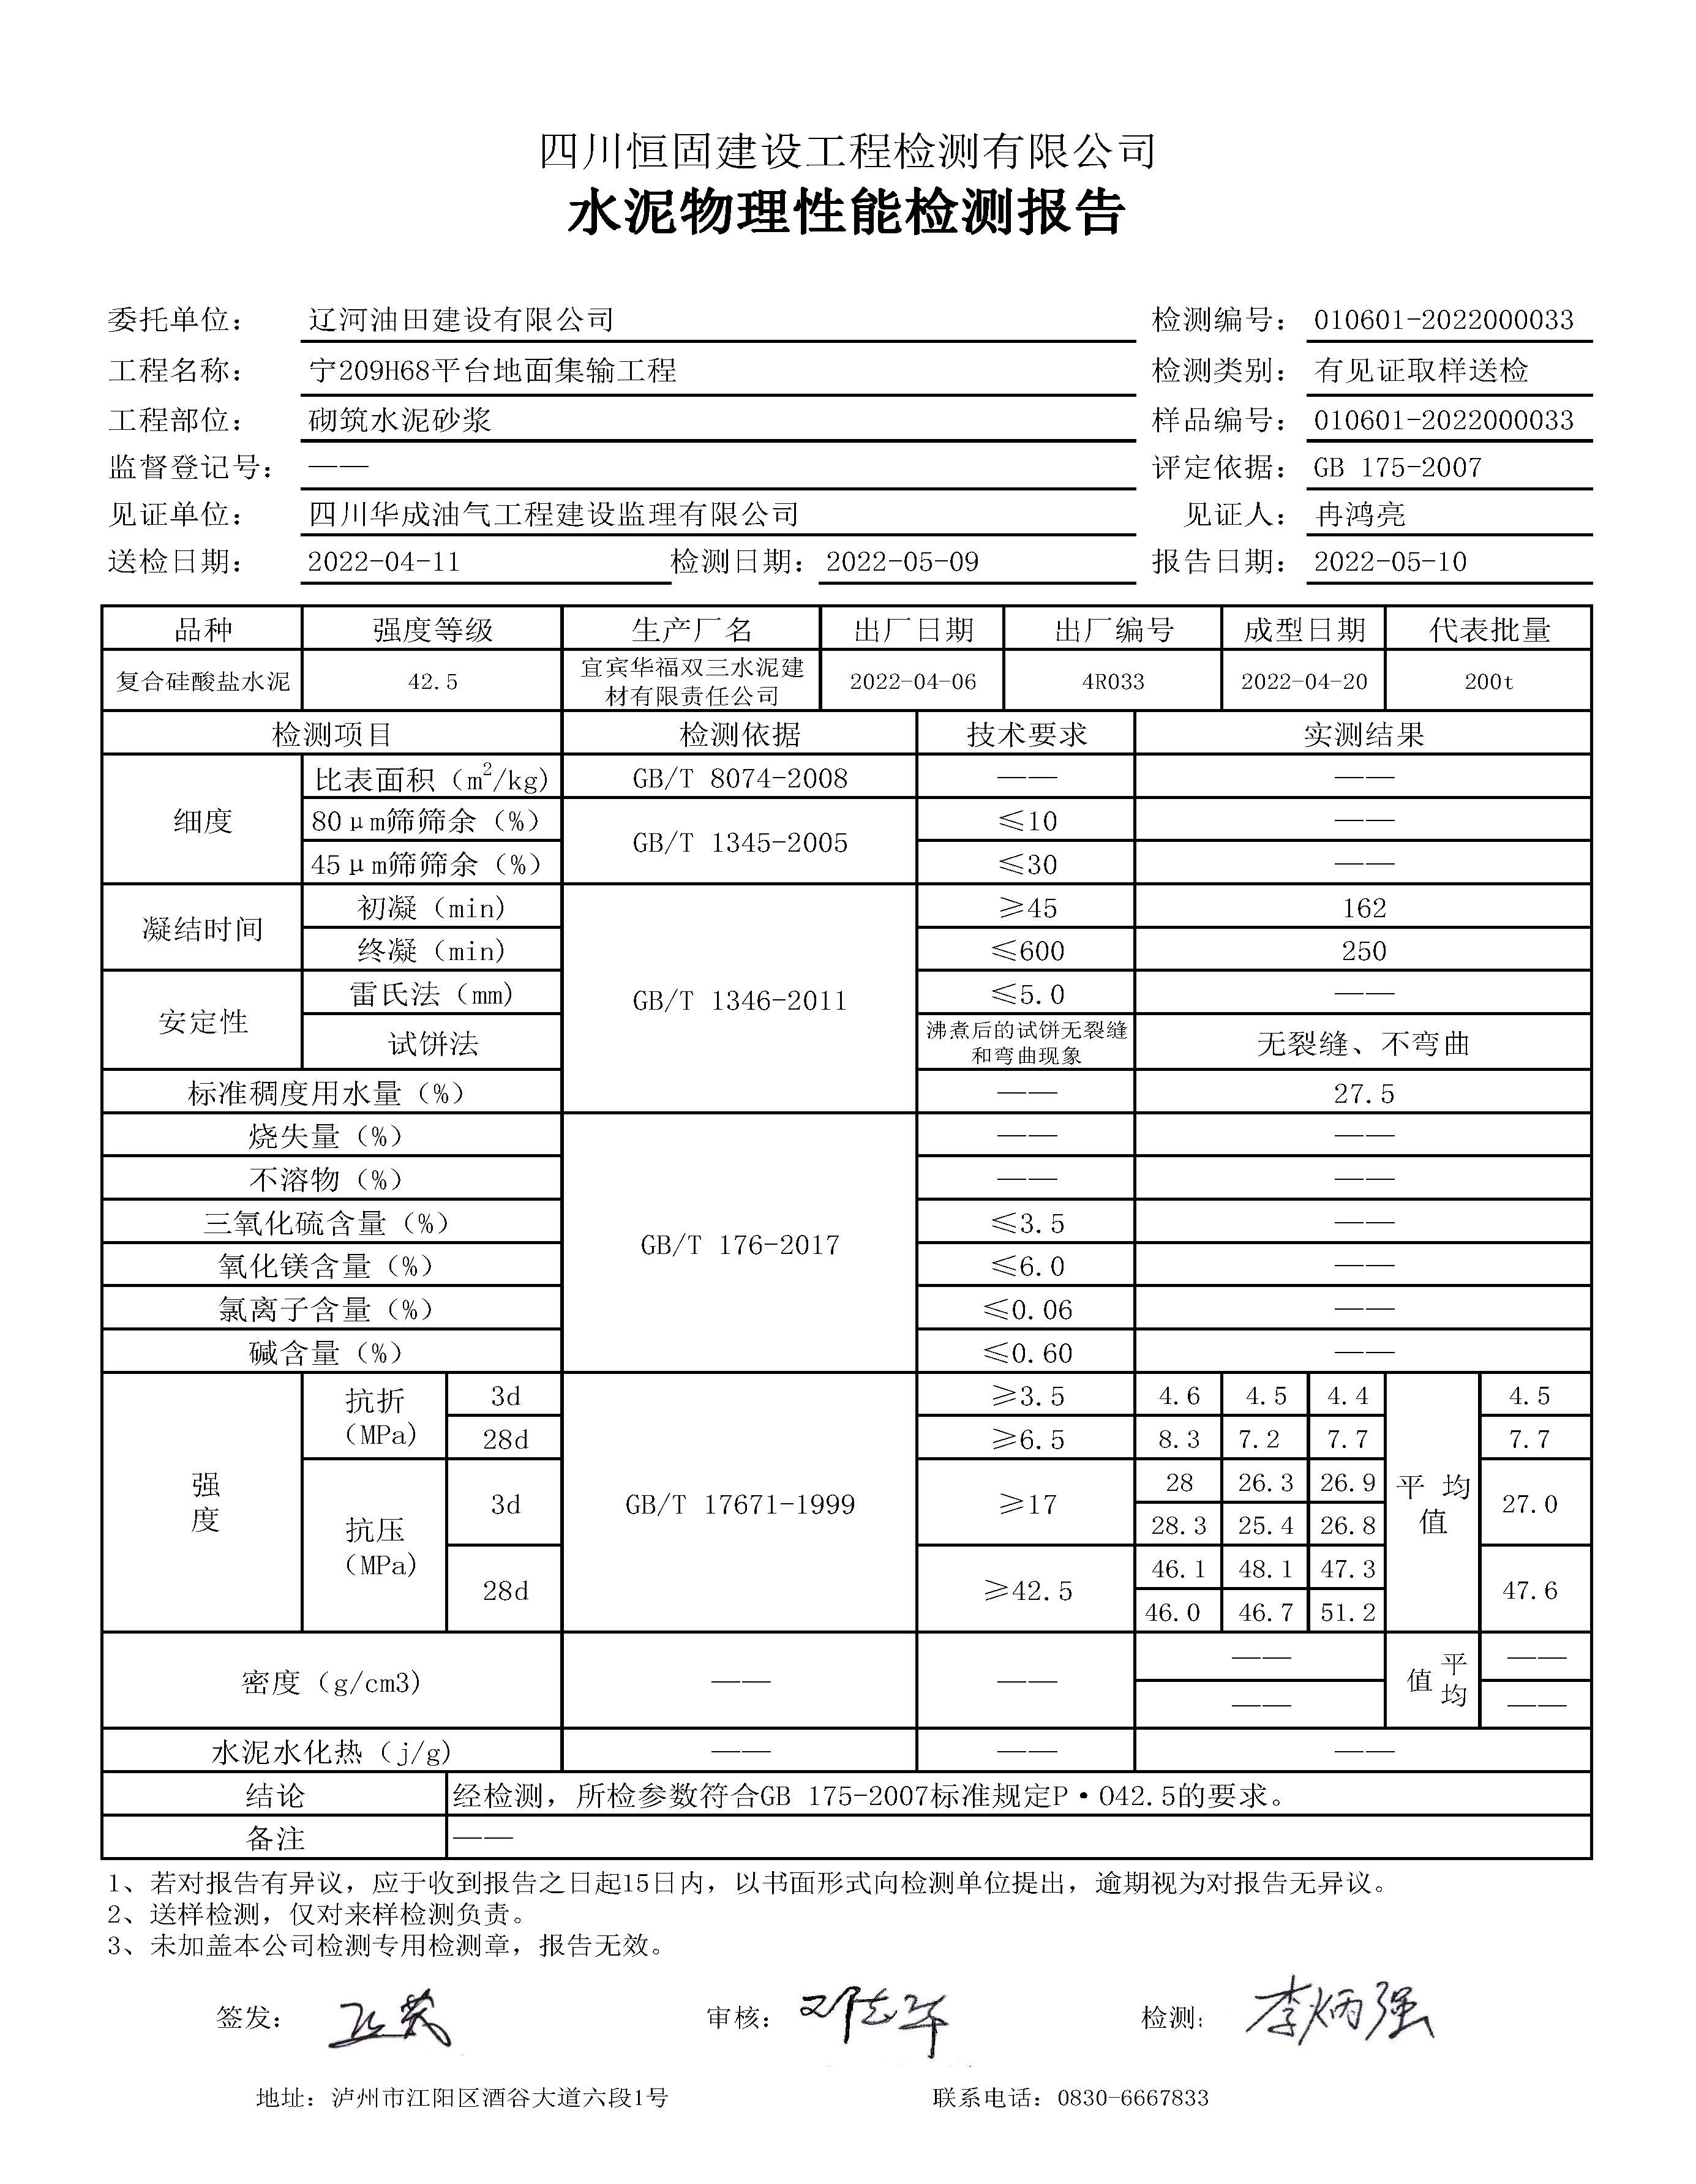 四川恒固建设工程检测有限公司
水泥物理性能检测报告
委托单位： 辽河油田建设有限公司 检测编号： 010601-2022000033
工程名称： 宁209H68平台地面集输工程 检测类别： 有见证取样送检
工程部位： 砌筑水泥砂浆 样品编号： 010601-2022000033
监督登记号： —— 评定依据： GB 175-2007
见证单位： 四川华成油气工程建设监理有限公司 见证人： 冉鸿亮
送检日期： 2022-04-11 检测日期： 2022-05-09 报告日期： 2022-05-10
品种 强度等级 生产厂名 出厂日期 出厂编号 成型日期 代表批量
复合硅酸盐水泥 42.5 宜宾华福双三水泥建 2022-04-06 4R033 2022-04-20 200t
材有限责任公司
检测项目 检测依据 技术要求 实测结果
细度 比表面积（m²/kg） GB/T 8074-2008 —— ——
80μm筛筛余（%） GB/T 1345-2005 ≤10 ——
45μm筛筛余（%） ≤30 ——
凝结时间 初凝（min） GB/T 1346-2011 ≥45 162
终凝（min） ≤600 250
安定性 雷氏法（mm） ≤5.0 ——
试饼法 沸煮后的试饼无裂缝 无裂缝、不弯曲
和弯曲现象
标准稠度用水量（%） —— 27.5
烧失量（%） GB/T 176-2017 —— ——
不溶物（%） —— ——
三氧化硫含量（%） ≤3.5 ——
氧化镁含量（%） ≤6.0 ——
氯离子含量（%） ≤0.06 ——
碱含量（%） ≤0.60 ——
强度 抗折（MPa） 3d GB/T 17671-1999 ≥3.5 4.6 4.5 4.4 平均值 4.5
28d ≥6.5 8.3 7.2 7.7 7.7
抗压（MPa） 3d ≥17 28 26.3 26.9 27.0
28.3 25.4 26.8
28d ≥42.5 46.1 48.1 47.3 47.6
46.0 46.7 51.2
密度（g/cm3） —— —— —— 平均值 ——
—— ——
水泥水化热（j/g） —— —— ——
结论 经检测，所检参数符合GB 175-2007标准规定P·O42.5的要求。
备注 ——
1、若对报告有异议，应于收到报告之日起15日内，以书面形式向检测单位提出，逾期视为对报告无异议。
2、送样检测，仅对来样检测负责。
3、未加盖本公司检测专用检测章，报告无效。
签发： 审核： 邓志军 检测： 李炳强
地址：泸州市江阳区酒谷大道六段1号 联系电话：0830-6667833